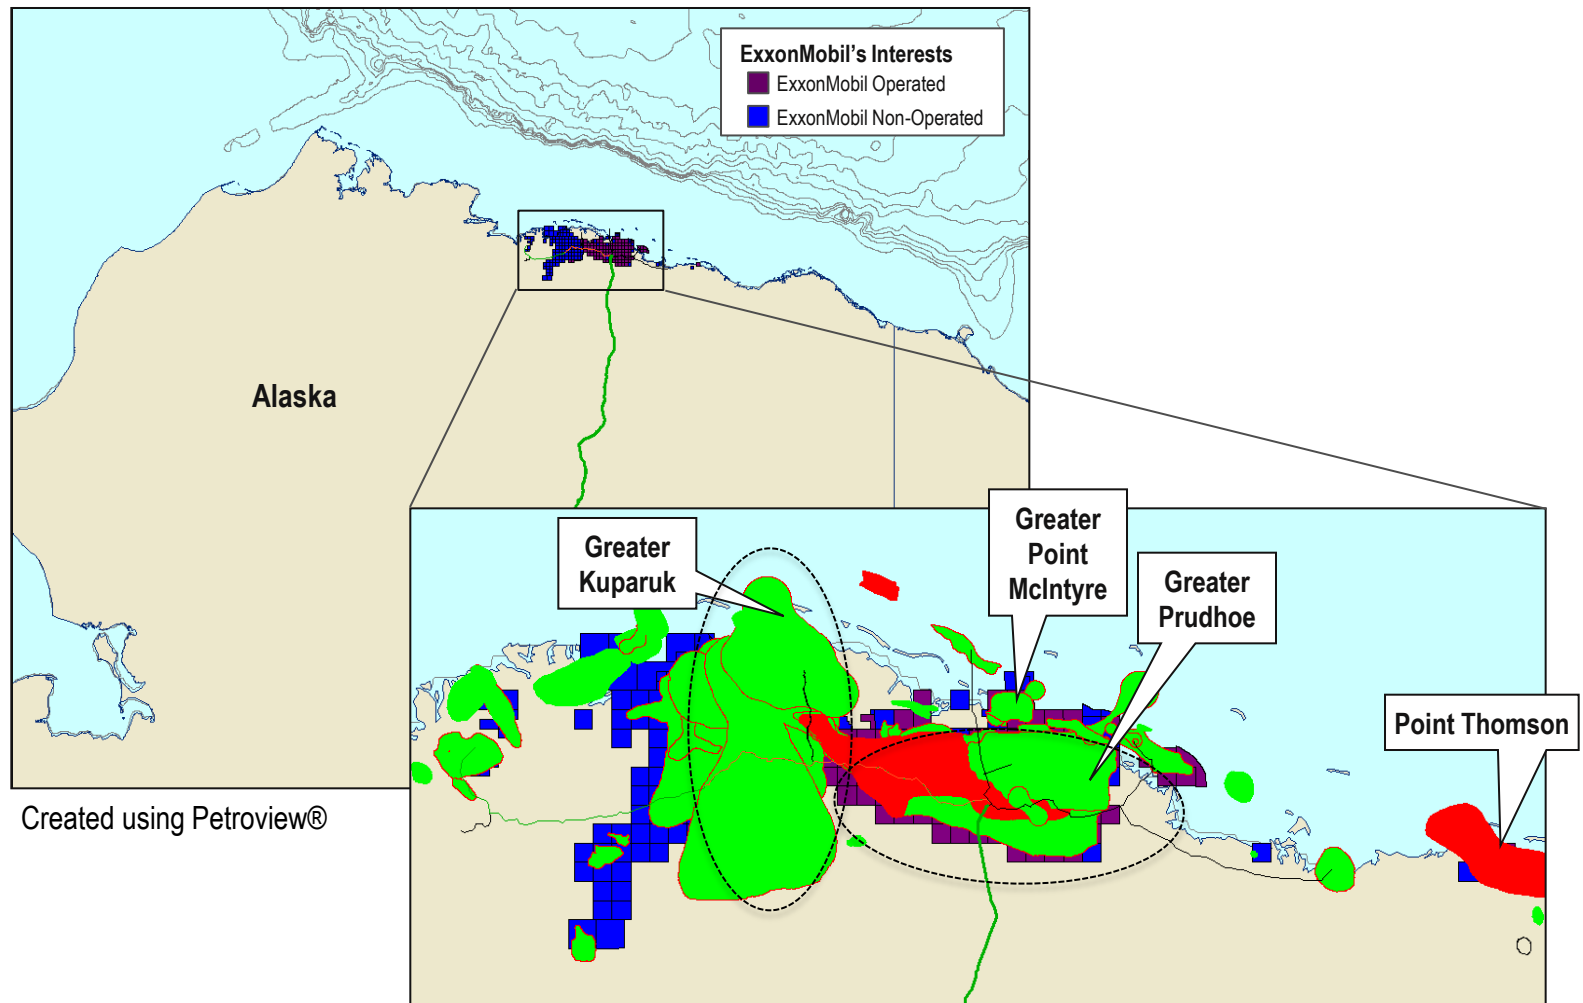 ExxonMobil's Interests
ExxonMobil Operated
ExxonMobil Non-Operated
Alaska
Greater
Kuparuk
Greater
Point
McIntyre
Greater
Prudhoe
Point Thomson
Created using Petroview®